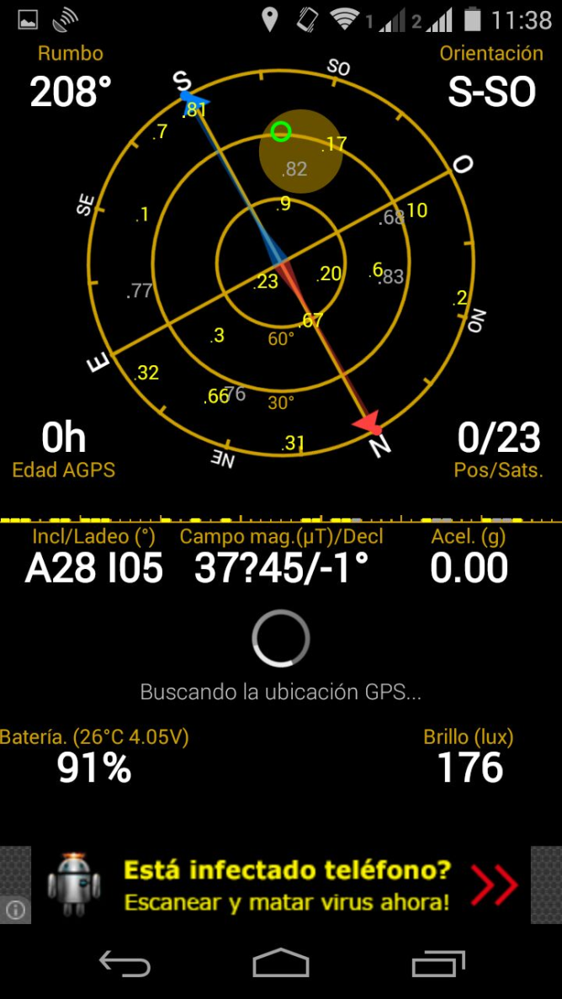 1 2 11:38
Rumbo
208°
Orientación
S-SO
S
SO
.81
.7
.17
O
.82
SE
.9
.1
.68
10
.6
.83
.20
.23
.77
.2
NO
.67
.3
60°
E
.32
.66
76
30°
.31
N
NE
0h
Edad AGPS
0/23
Pos/Sats.
Incl/Ladeo (°) Campo mag.(µT)/Decl Acel. (g)
A28 I05 37?45/-1° 0.00
Buscando la ubicación GPS...
Batería. (26°C 4.05V) Brillo (lux)
91% 176
Está infectado teléfono?
Escanear y matar virus ahora!